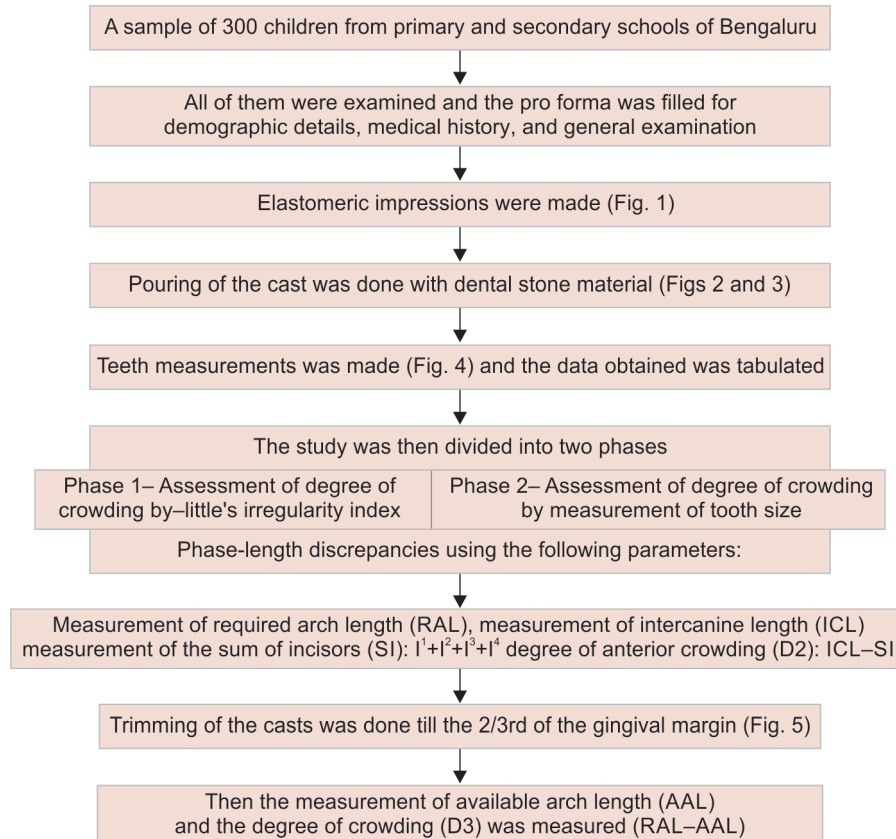 A sample of 300 children from primary and secondary schools of Bengaluru
All of them were examined and the pro forma was filled for
demographic details, medical history, and general examination
Elastomeric impressions were made (Fig. 1)
Pouring of the cast was done with dental stone material (Figs 2 and 3)
Teeth measurements was made (Fig. 4) and the data obtained was tabulated
The study was then divided into two phases
Phase 1– Assessment of degree of
crowding by–little's irregularity index
Phase 2– Assessment of degree of crowding
by measurement of tooth size
Phase-length discrepancies using the following parameters:
Measurement of required arch length (RAL), measurement of intercanine length (ICL)
measurement of the sum of incisors (SI): I¹+I²+I³+I⁴ degree of anterior crowding (D2): ICL–SI
Trimming of the casts was done till the 2/3rd of the gingival margin (Fig. 5)
Then the measurement of available arch length (AAL)
and the degree of crowding (D3) was measured (RAL–AAL)